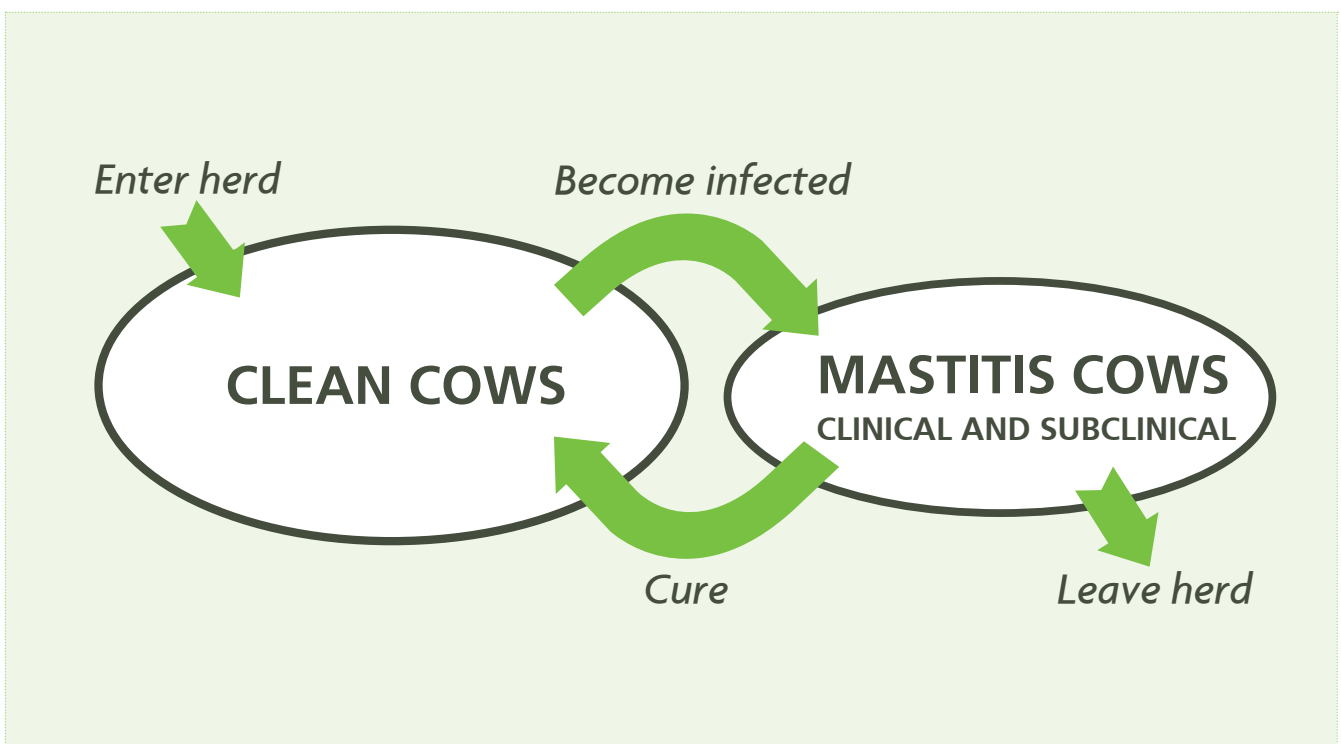 Enter herd
Become infected
CLEAN COWS
MASTITIS COWS
CLINICAL AND SUBCLINICAL
Cure
Leave herd